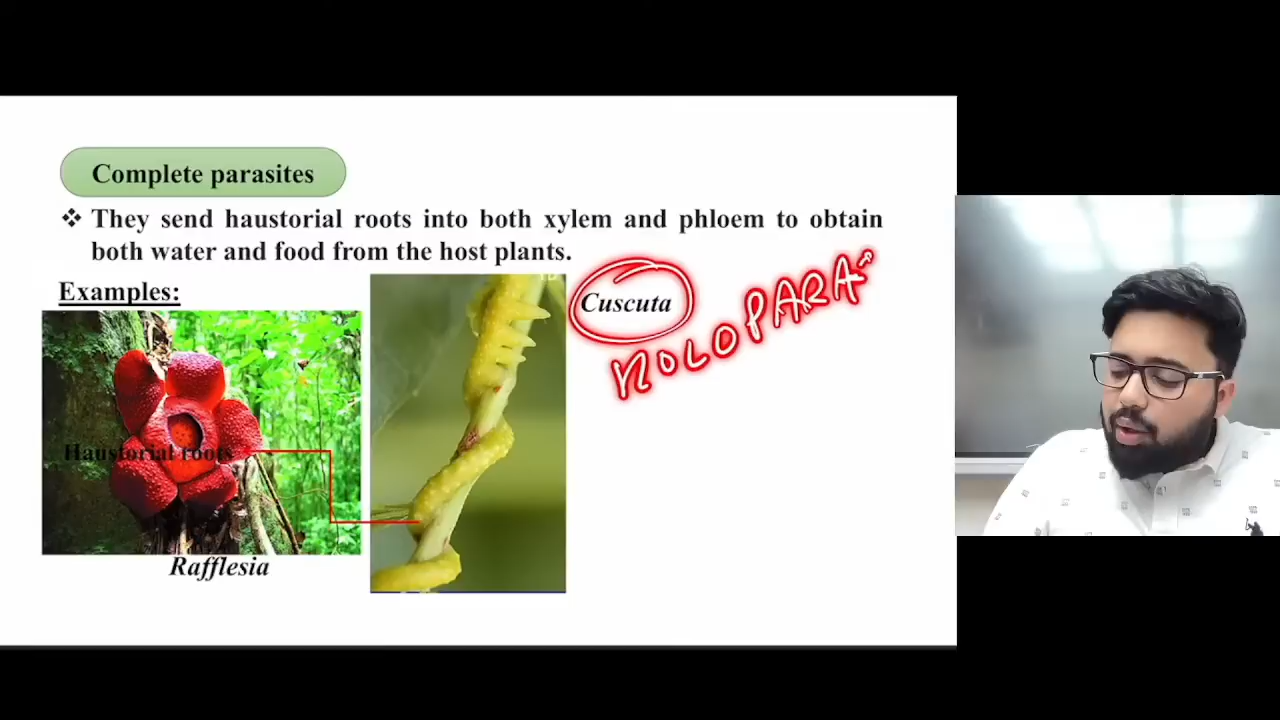 Complete parasites
❖ They send haustorial roots into both xylem and phloem to obtain
both water and food from the host plants.
Examples:
Cuscuta
HOLOPARA
Haustorial roots
Rafflesia